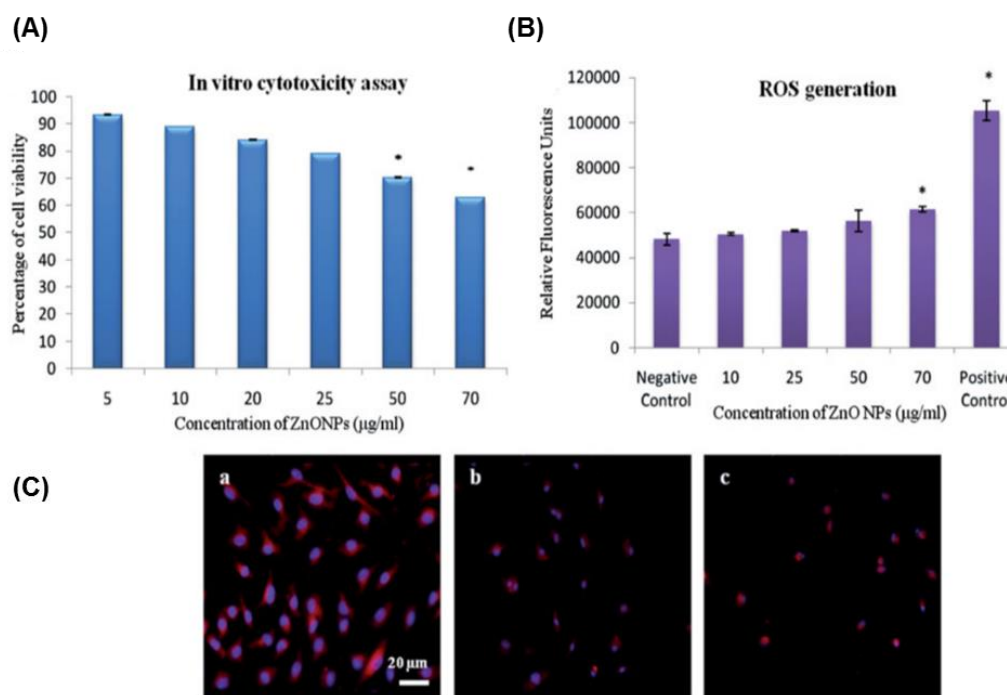 (A)
In vitro cytotoxicity assay
Percentage of cell viability
100
90
80
70
60
50
40
30
20
10
0
*
*
5 10 20 25 50 70
Concentration of ZnONPs (µg/ml)
(B)
ROS generation
Relative Fluorescence Units
120000
100000
80000
60000
40000
20000
0
*
*
Negative Control 10 25 50 70 Positive Control
Concentration of ZnO NPs (µg/ml)
(C)
a
b
c
20 µm